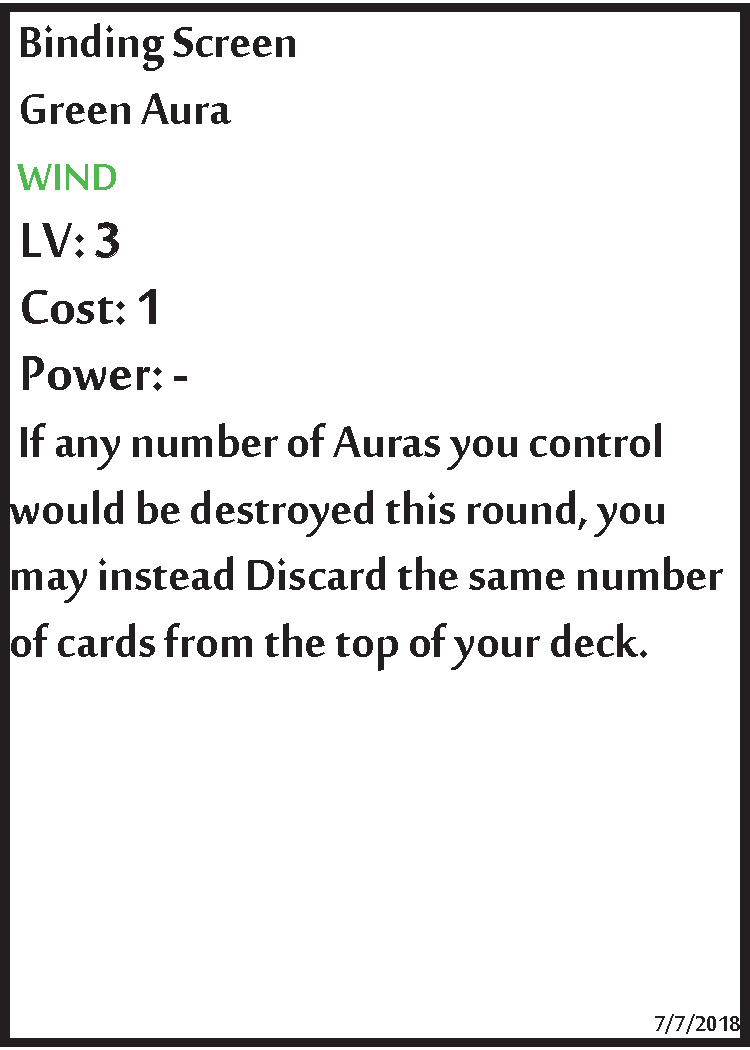 Binding Screen
Green Aura
WIND
LV: 3
Cost: 1
Power: -
If any number of Auras you control
would be destroyed this round, you
may instead Discard the same number
of cards from the top of your deck.
7/7/2018